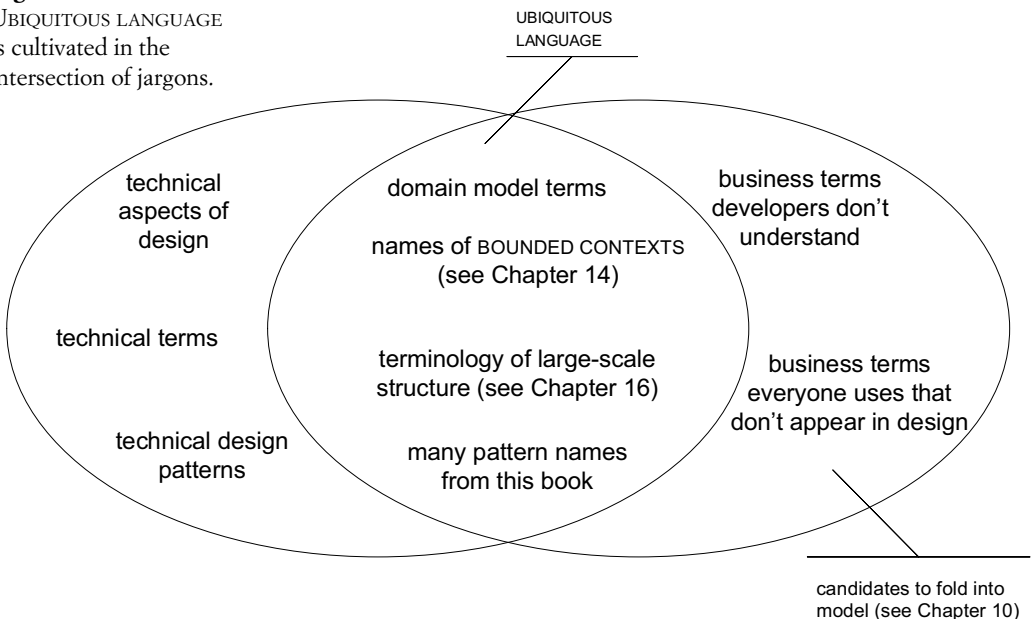 UBIQUITOUS LANGUAGE
is cultivated in the
intersection of jargons.
UBIQUITOUS
LANGUAGE
technical
aspects of
design
technical terms
technical design
patterns
domain model terms
names of BOUNDED CONTEXTS
(see Chapter 14)
terminology of large-scale
structure (see Chapter 16)
many pattern names
from this book
business terms
developers don't
understand
business terms
everyone uses that
don't appear in design
candidates to fold into
model (see Chapter 10)